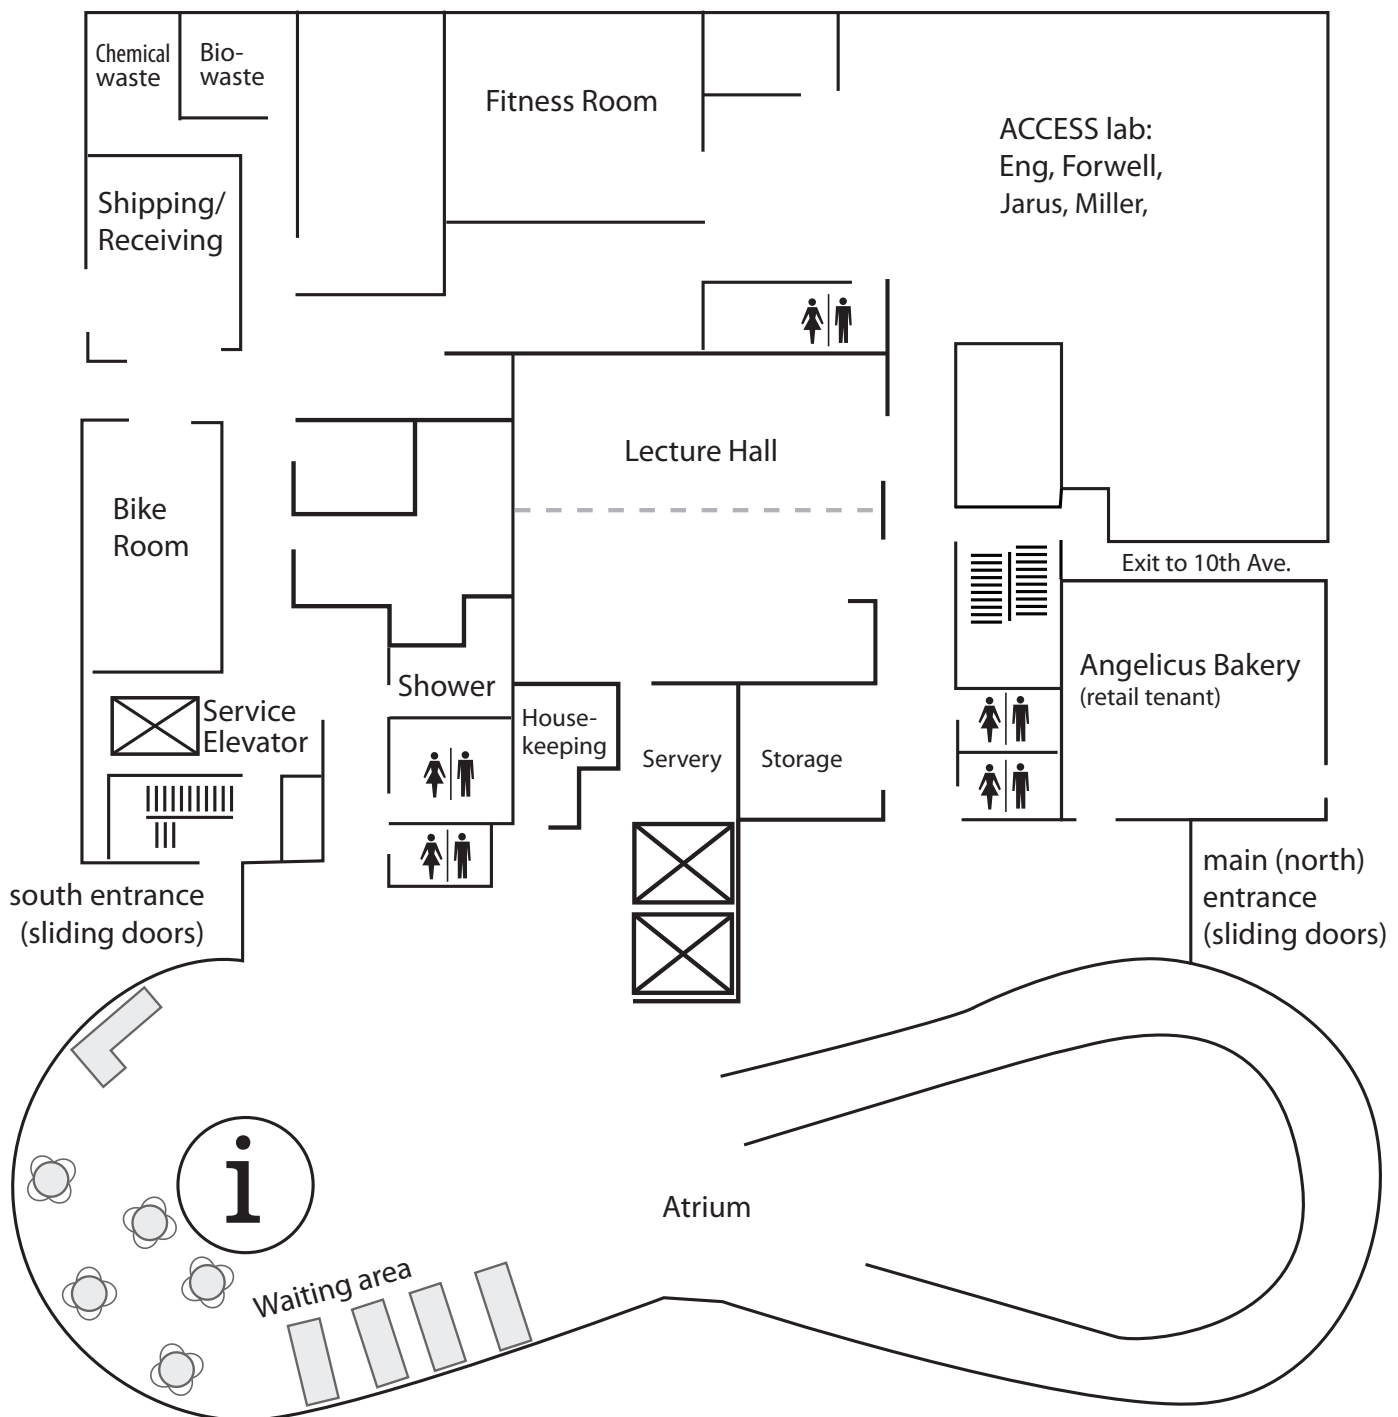 Chemical
waste
Bio-
waste
Fitness Room
ACCESS lab:
Eng, Forwell,
Jarus, Miller,
Shipping/
Receiving
Lecture Hall
Bike
Room
Exit to 10th Ave.
Angelicus Bakery
(retail tenant)
Shower
Service
Elevator
House-
keeping
Servery
Storage
south entrance
(sliding doors)
main (north)
entrance
(sliding doors)
i
Atrium
Waiting area